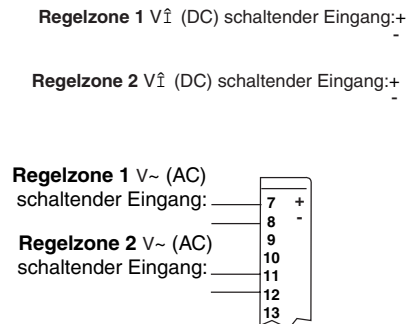 Regelzone 1 V⎓ (DC) schaltender Eingang:+
-
Regelzone 2 V⎓ (DC) schaltender Eingang:+
-
Regelzone 1 V~ (AC)
schaltender Eingang:
7 +
8 -
9
Regelzone 2 V~ (AC)
10
schaltender Eingang:
11
12
13